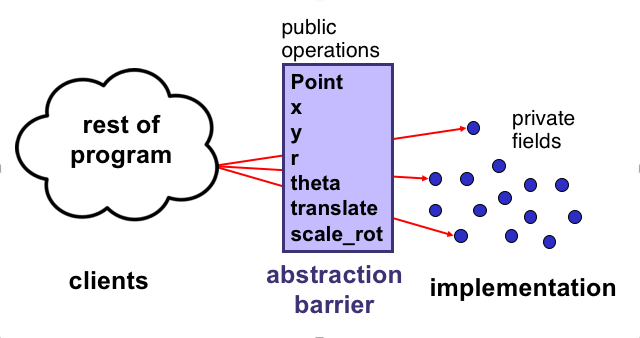 public
operations
Point
x
y
r
theta
translate
scale_rot
rest of
program
private
fields
clients
abstraction
barrier
implementation